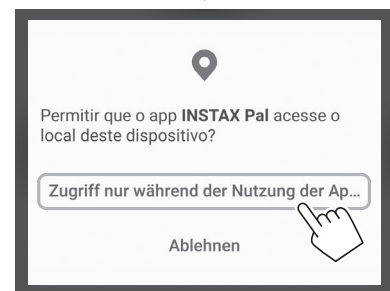 Permitir que o app INSTAX Pal acesse o
local deste dispositivo?
Zugriff nur während der Nutzung der Ap...
Ablehnen